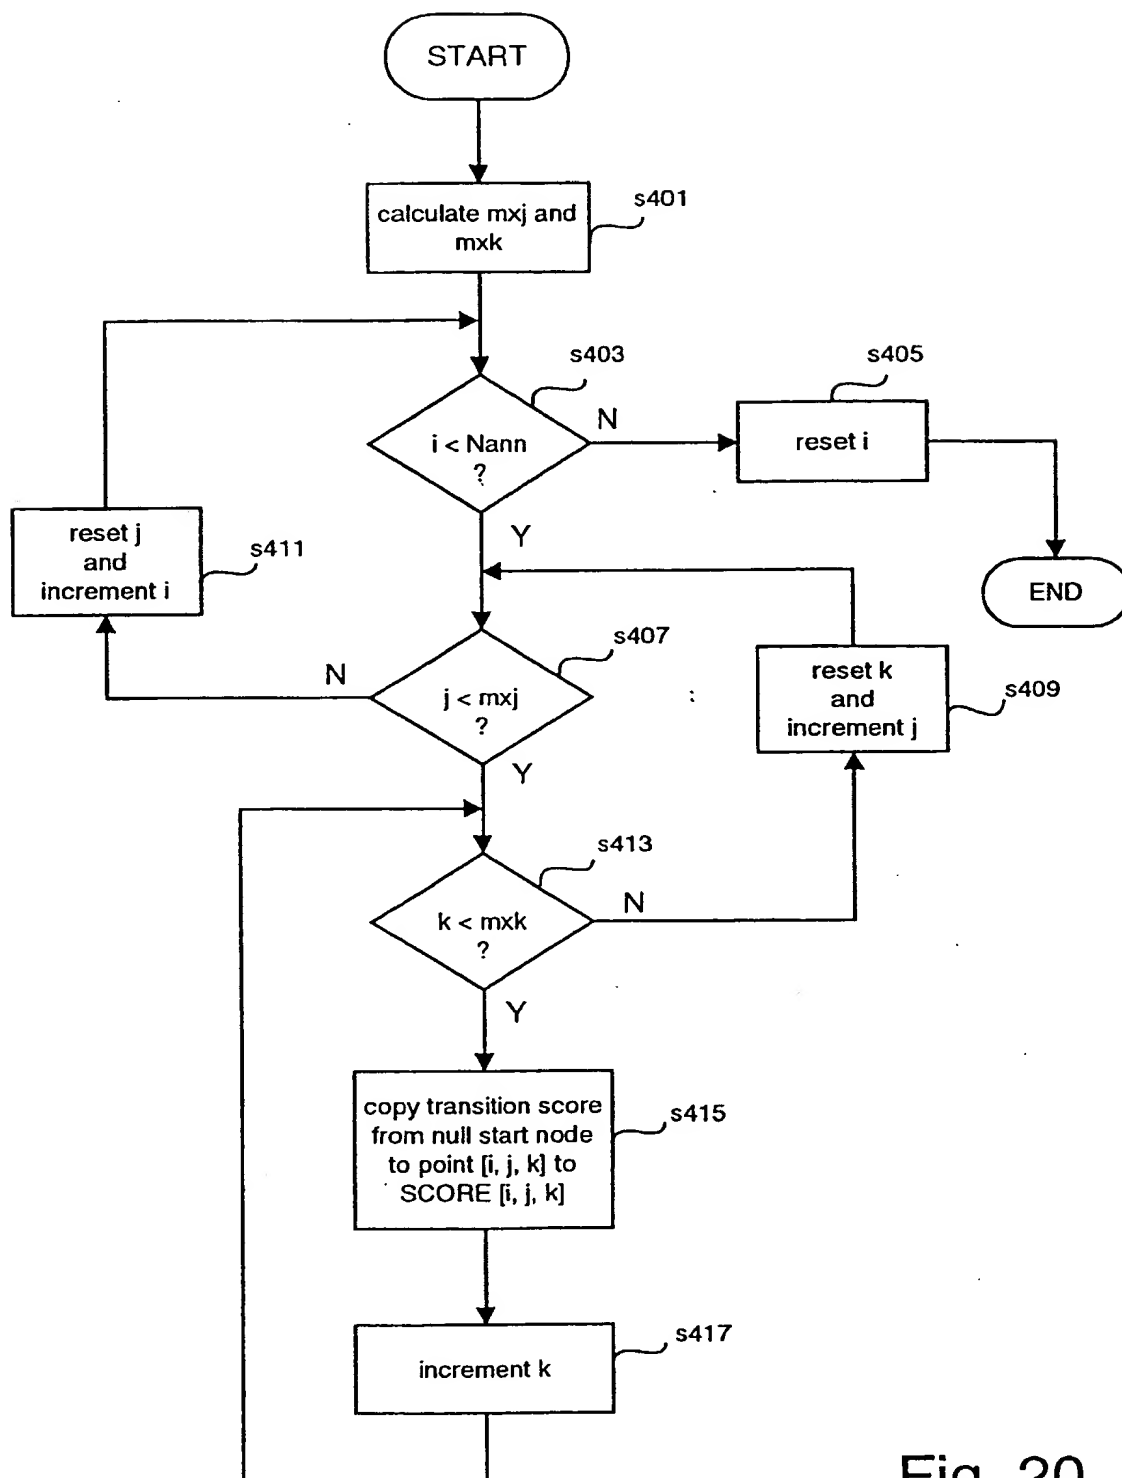 START
calculate mxj and
mxk
s401
s403
i < Nann
?
N
s405
reset i
END
Y
reset j
and
increment i
s411
s407
j < mxj
?
N
reset k
and
increment j
s409
Y
s413
k < mxk
?
N
Y
copy transition score
from null start node
to point [i, j, k] to
SCORE [i, j, k]
s415
increment k
s417
Fig. 20